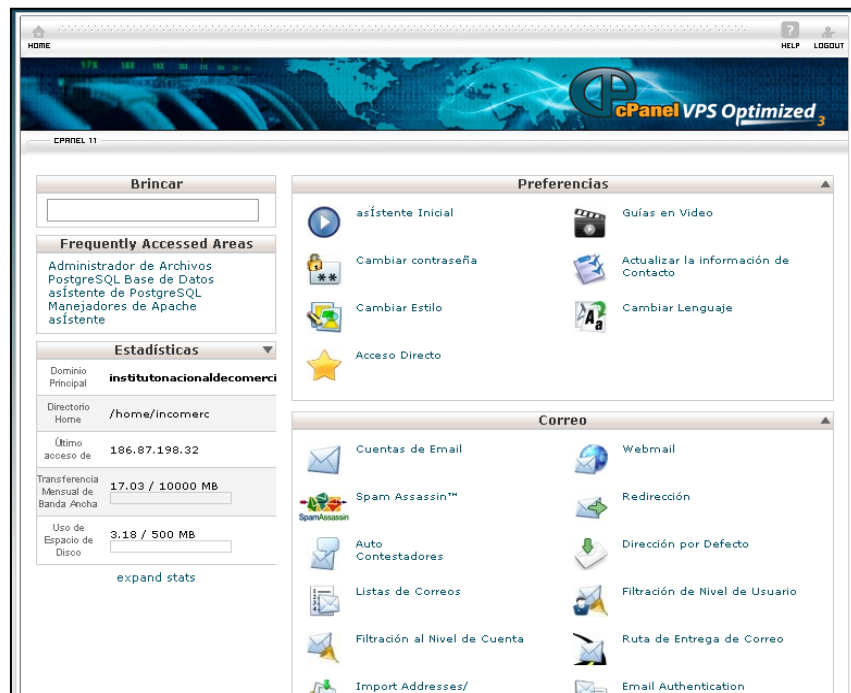 HOME
HELP
LOGOUT
cPanel VPS Optimized 3
CPANEL 11
Brincar
Frequently Accessed Areas
Administrador de Archivos
PostgreSQL Base de Datos
asÍstente de PostgreSQL
Manejadores de Apache
asÍstente
Estadísticas
Dominio
Principal
institutonacionaldecomerci
Directorio
Home
/home/incomerc
Último
acceso de
186.87.198.32
Transferencia
Mensual de
Banda Ancha
17.03 / 10000 MB
Uso de
Espacio de
Disco
3.18 / 500 MB
expand stats
Preferencias
asÍstente Inicial
Guías en Video
Cambiar contraseña
Actualizar la información de
Contacto
Cambiar Estilo
Cambiar Lenguaje
Acceso Directo
Correo
Cuentas de Email
Webmail
SpamAssassin
Spam Assassin™
Redirección
Auto
Contestadores
Dirección por Defecto
Listas de Correos
Filtración de Nivel de Usuario
Filtración al Nivel de Cuenta
Ruta de Entrega de Correo
Import Addresses/
Email Authentication